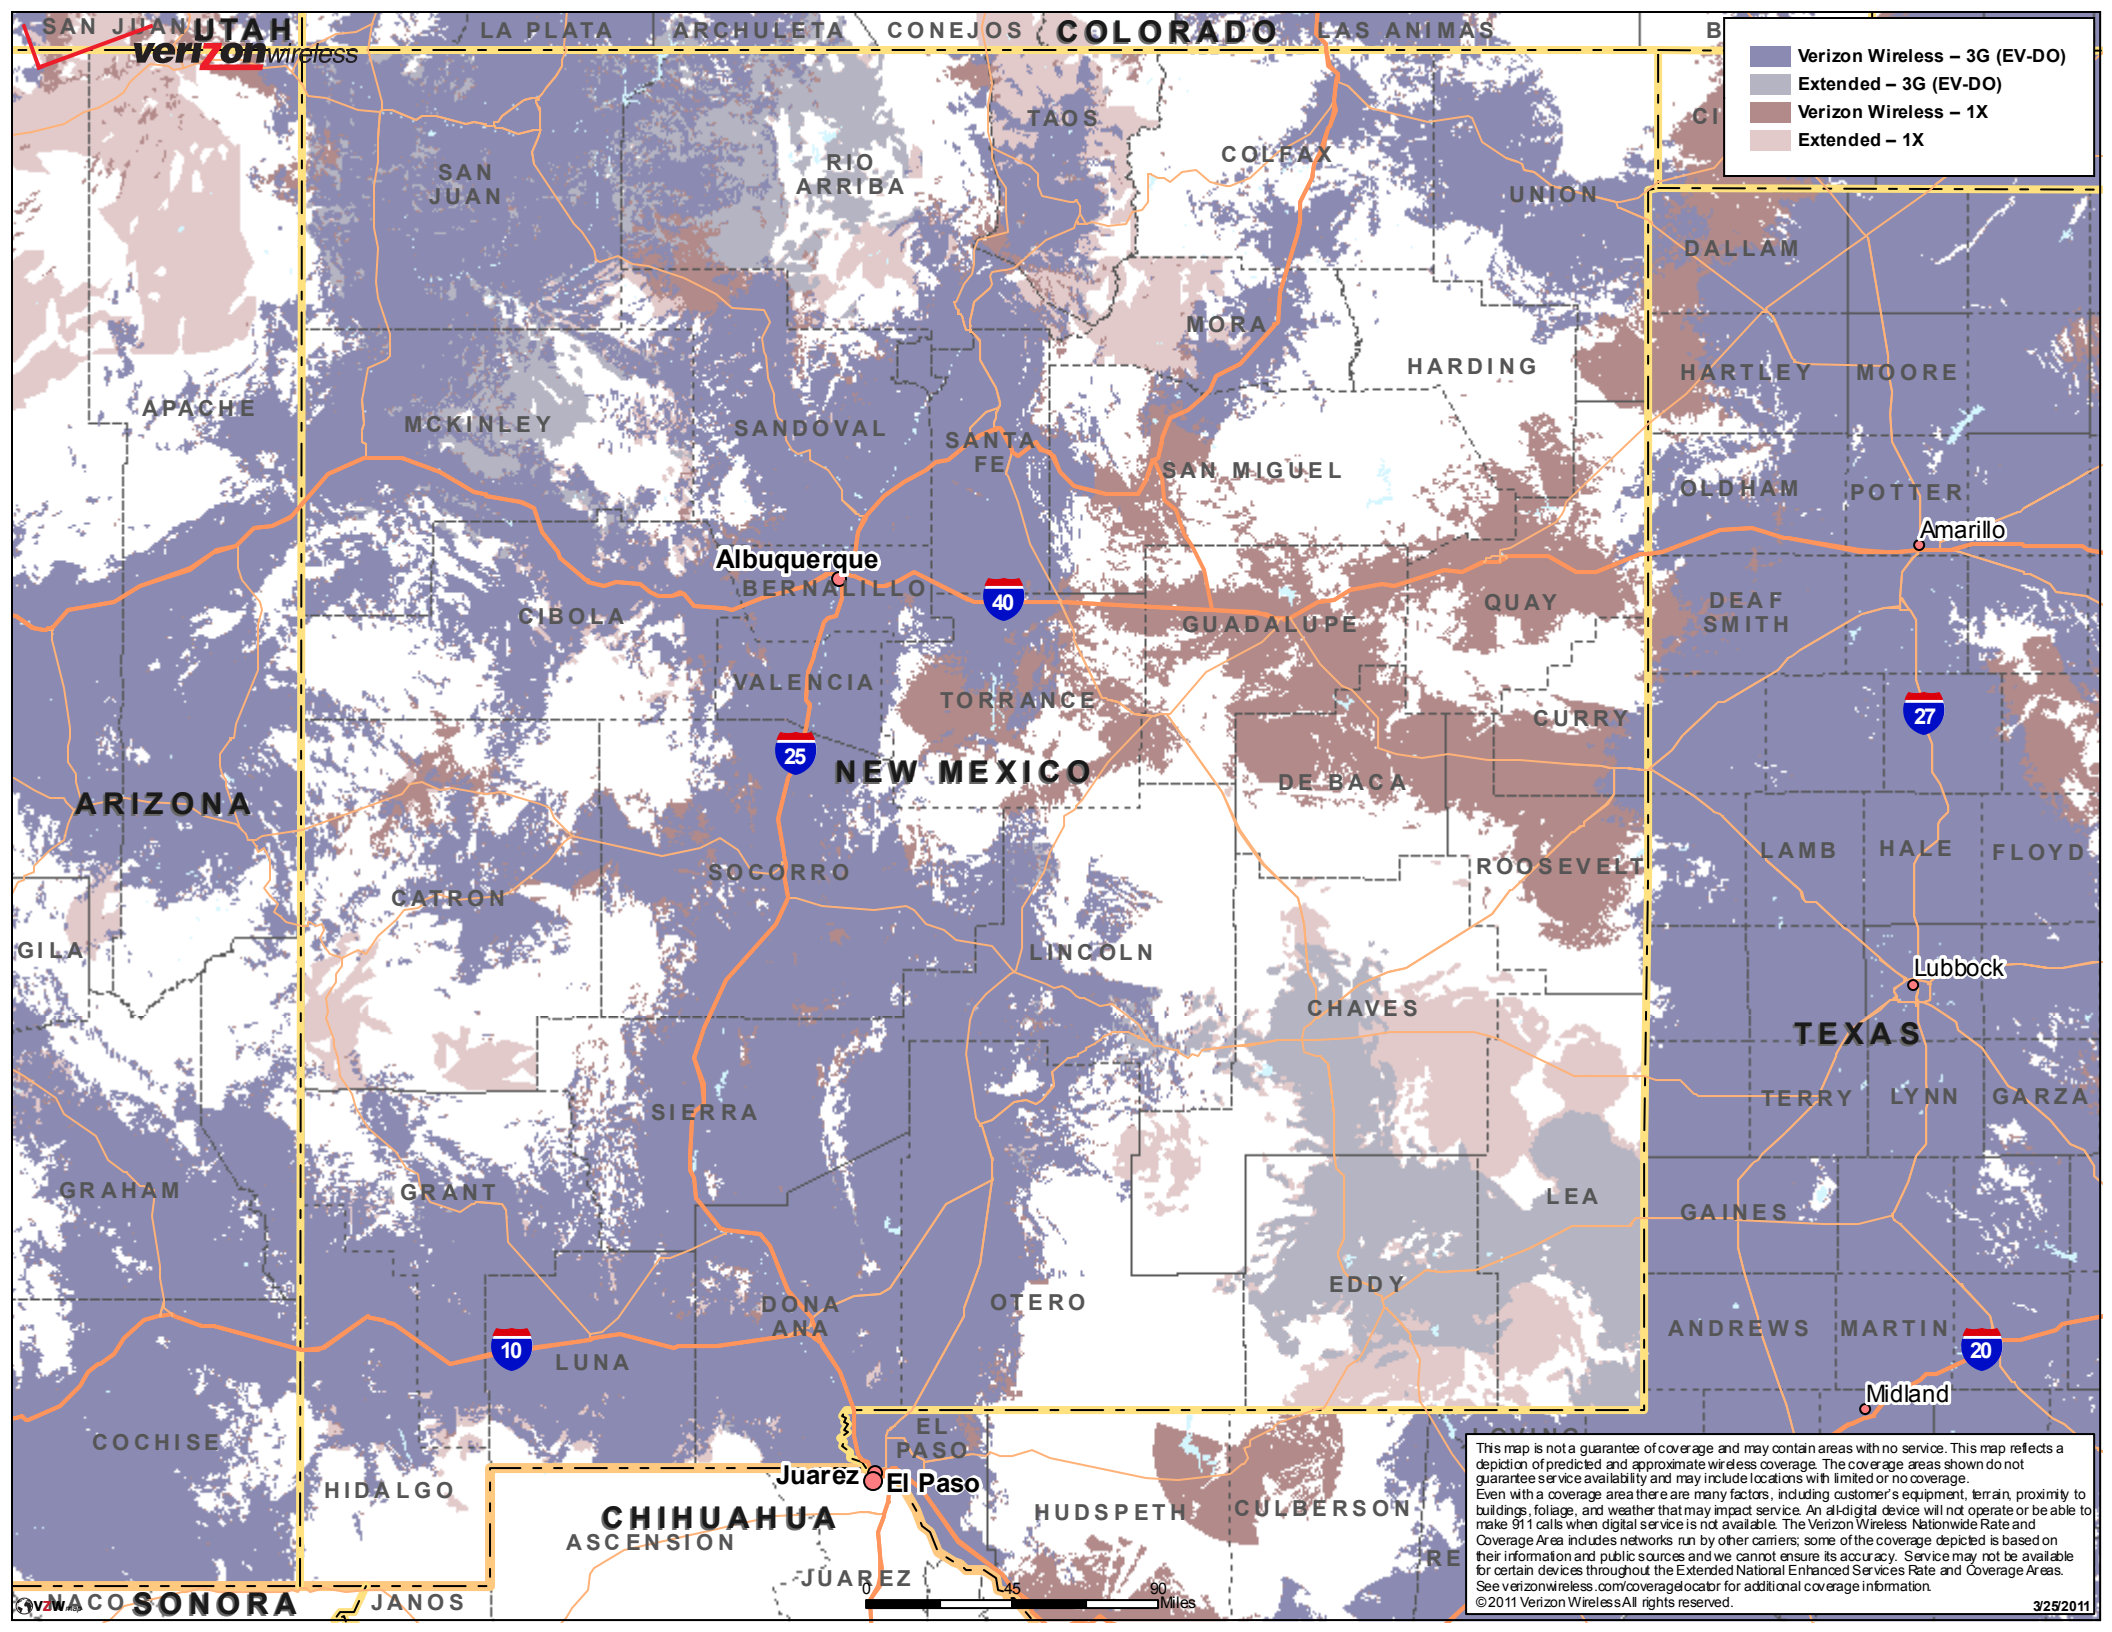 SAN JUAN
UTAH
LA PLATA
ARCHULETA
CONEJOS
COLORADO
LAS ANIMAS
B
verizonwireless
Verizon Wireless – 3G (EV-DO)
Extended – 3G (EV-DO)
Verizon Wireless – 1X
Extended – 1X
TAOS
CI
COLFAX
RIO
ARRIBA
SAN
JUAN
UNION
DALLAM
MORA
HARDING
HARTLEY
MOORE
APACHE
MCKINLEY
SANDOVAL
SANTA
FE
SAN MIGUEL
OLDHAM
POTTER
Amarillo
Albuquerque
BERNALILLO
40
CIBOLA
GUADALUPE
QUAY
DEAF
SMITH
VALENCIA
TORRANCE
CURRY
27
25
NEW MEXICO
DE BACA
ARIZONA
LAMB
HALE
FLOYD
SOCORRO
ROOSEVELT
CATRON
GILA
LINCOLN
Lubbock
CHAVES
TEXAS
TERRY
LYNN
GARZA
SIERRA
GRAHAM
GRANT
LEA
GAINES
EDDY
DONA
ANA
OTERO
ANDREWS
MARTIN
10
LUNA
20
Midland
COCHISE
EL
PASO
LOVING
HIDALGO
Juarez
El Paso
CHIHUAHUA
HUDSPETH
CULBERSON
ASCENSION
RE
JUAREZ
0 45 90
Miles
VZW
ACO
SONORA
JANOS
This map is not a guarantee of coverage and may contain areas with no service. This map reflects a
depiction of predicted and approximate wireless coverage. The coverage areas shown do not
guarantee service availability and may include locations with limited or no coverage.
Even with a coverage area there are many factors, including customer's equipment, terrain, proximity to
buildings, foliage, and weather that may impact service. An all-digital device will not operate or be able to
make 911 calls when digital service is not available. The Verizon Wireless Nationwide Rate and
Coverage Area includes networks run by other carriers; some of the coverage depicted is based on
their information and public sources and we cannot ensure its accuracy. Service may not be available
for certain devices throughout the Extended National Enhanced Services Rate and Coverage Areas.
See verizonwireless.com/coveragelocator for additional coverage information.
©2011 Verizon Wireless All rights reserved.
3/25/2011